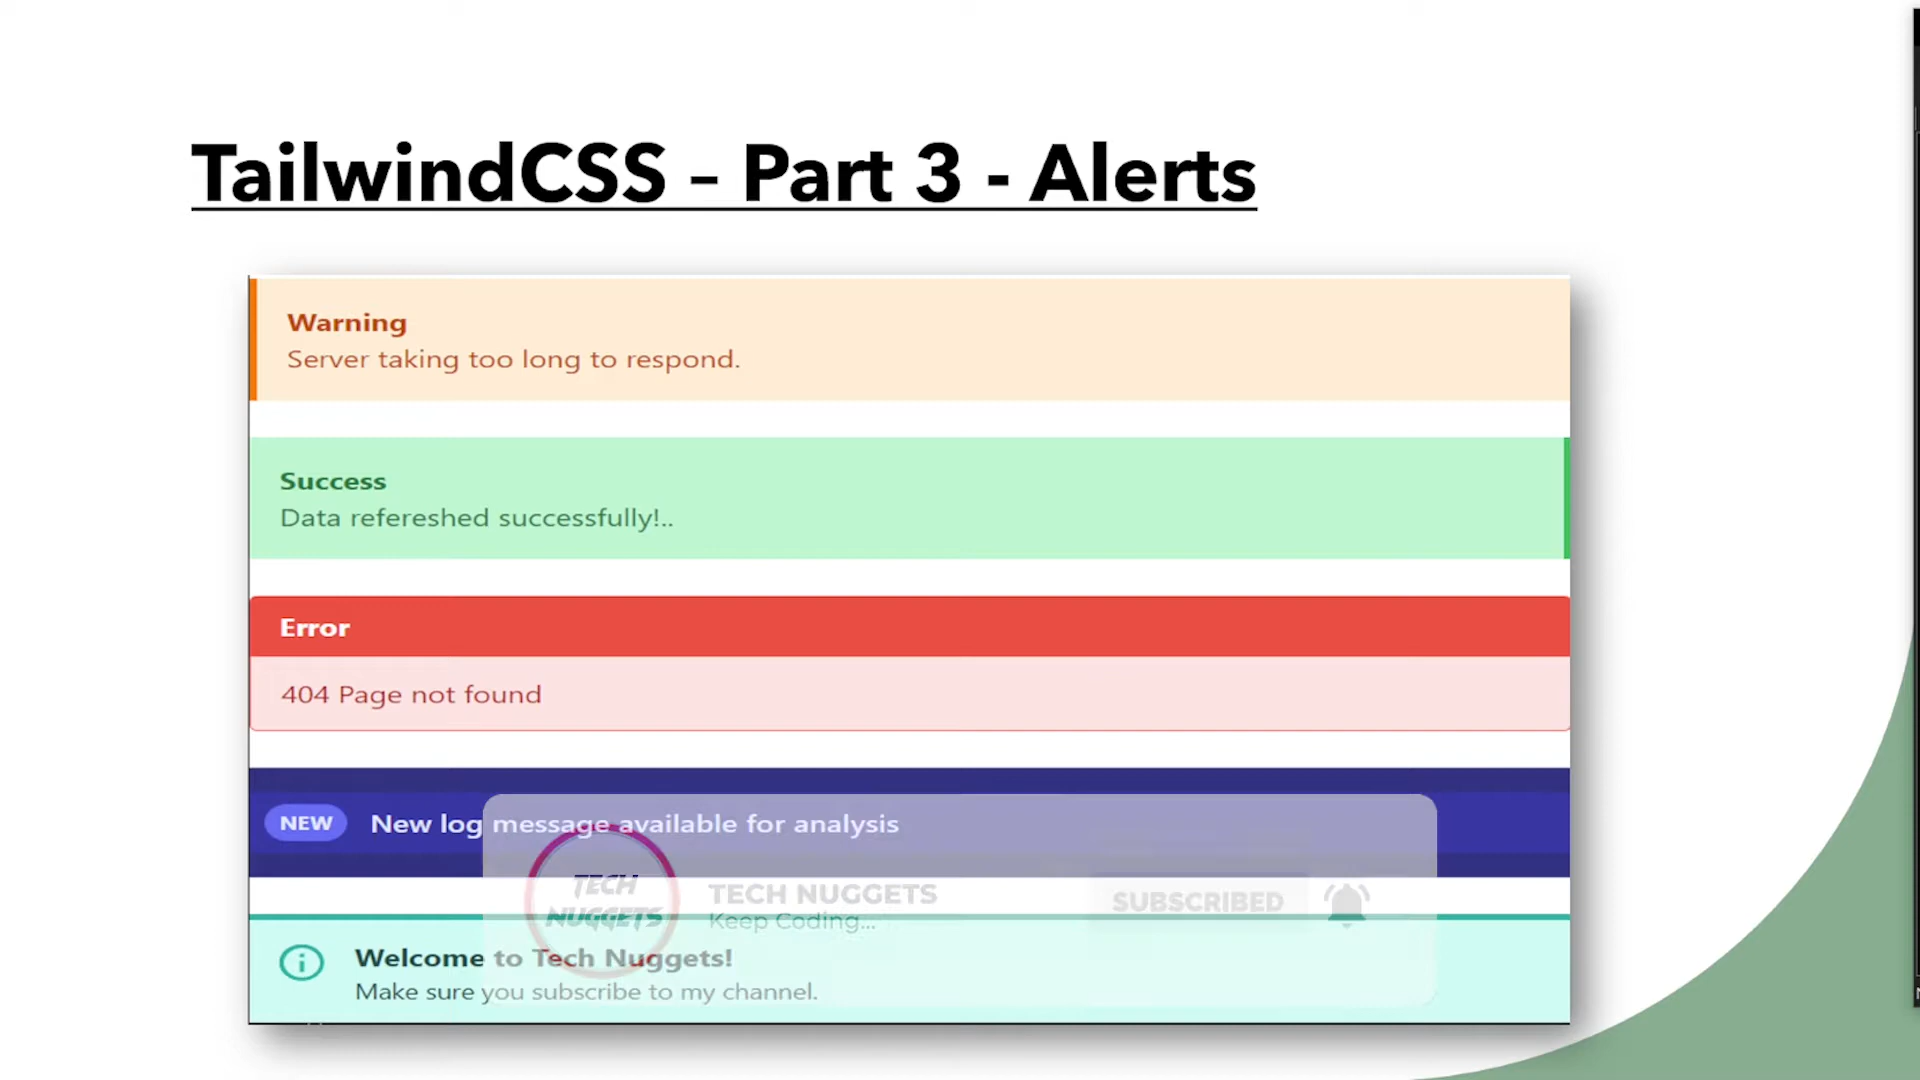 TailwindCSS – Part 3 - Alerts
Warning
Server taking too long to respond.
Success
Data refereshed successfully!..
Error
404 Page not found
NEW New log message available for analysis
TECH
NUGGETS
TECH NUGGETS
Keep Coding...
SUBSCRIBED
Welcome to Tech Nuggets!
Make sure you subscribe to my channel.